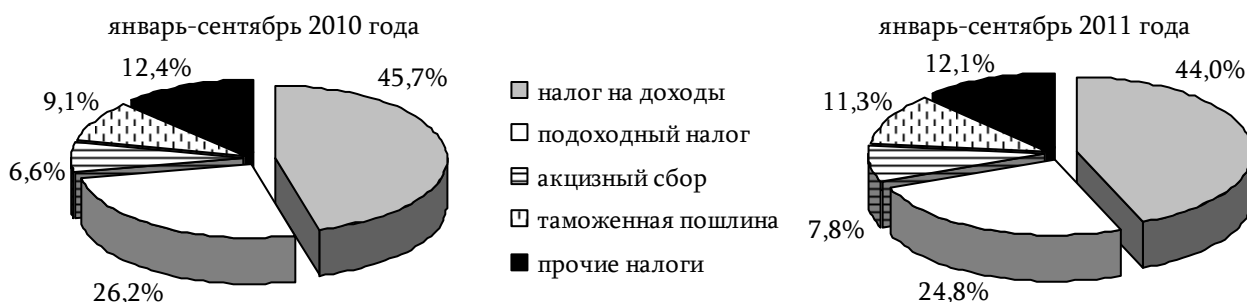 январь-сентябрь 2010 года
12,4%
45,7%
9,1%
6,6%
26,2%
налог на доходы
подоходный налог
акцизный сбор
таможенная пошлина
прочие налоги
январь-сентябрь 2011 года
12,1%
44,0%
11,3%
7,8%
24,8%